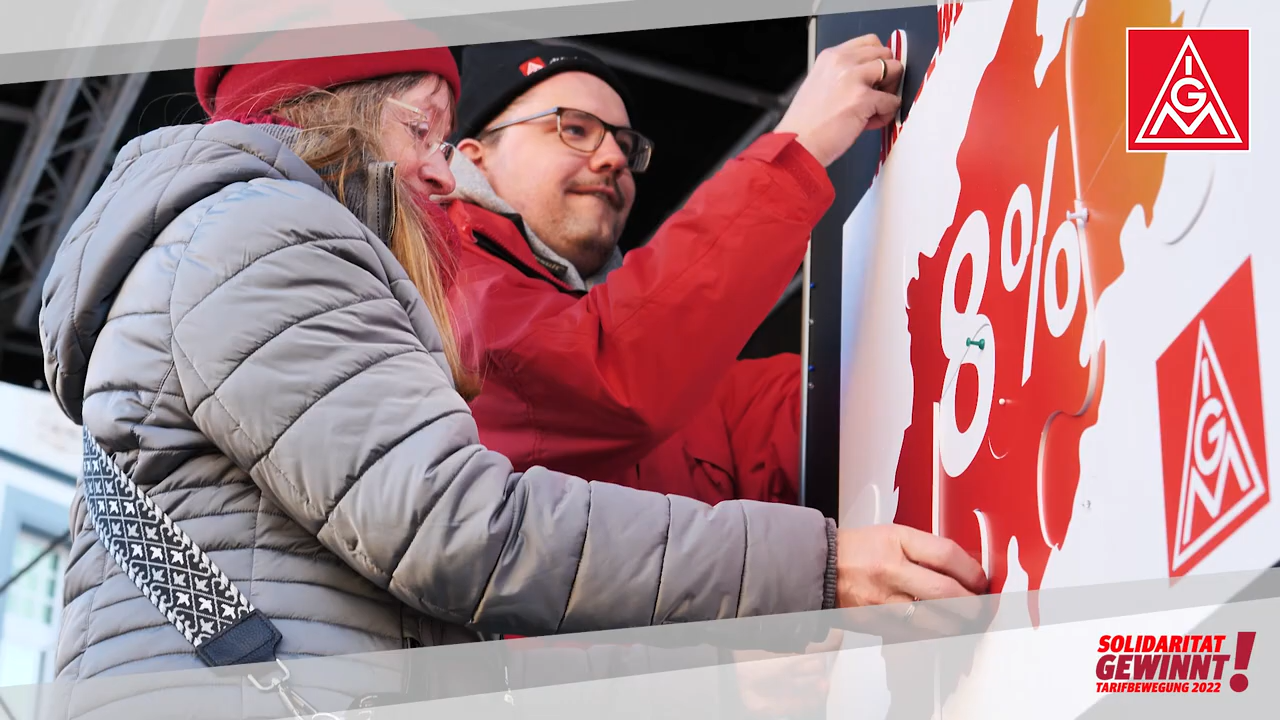 IGM
8%
IGM
SOLIDARITÄT
GEWINNT!
TARIFBEWEGUNG 2022